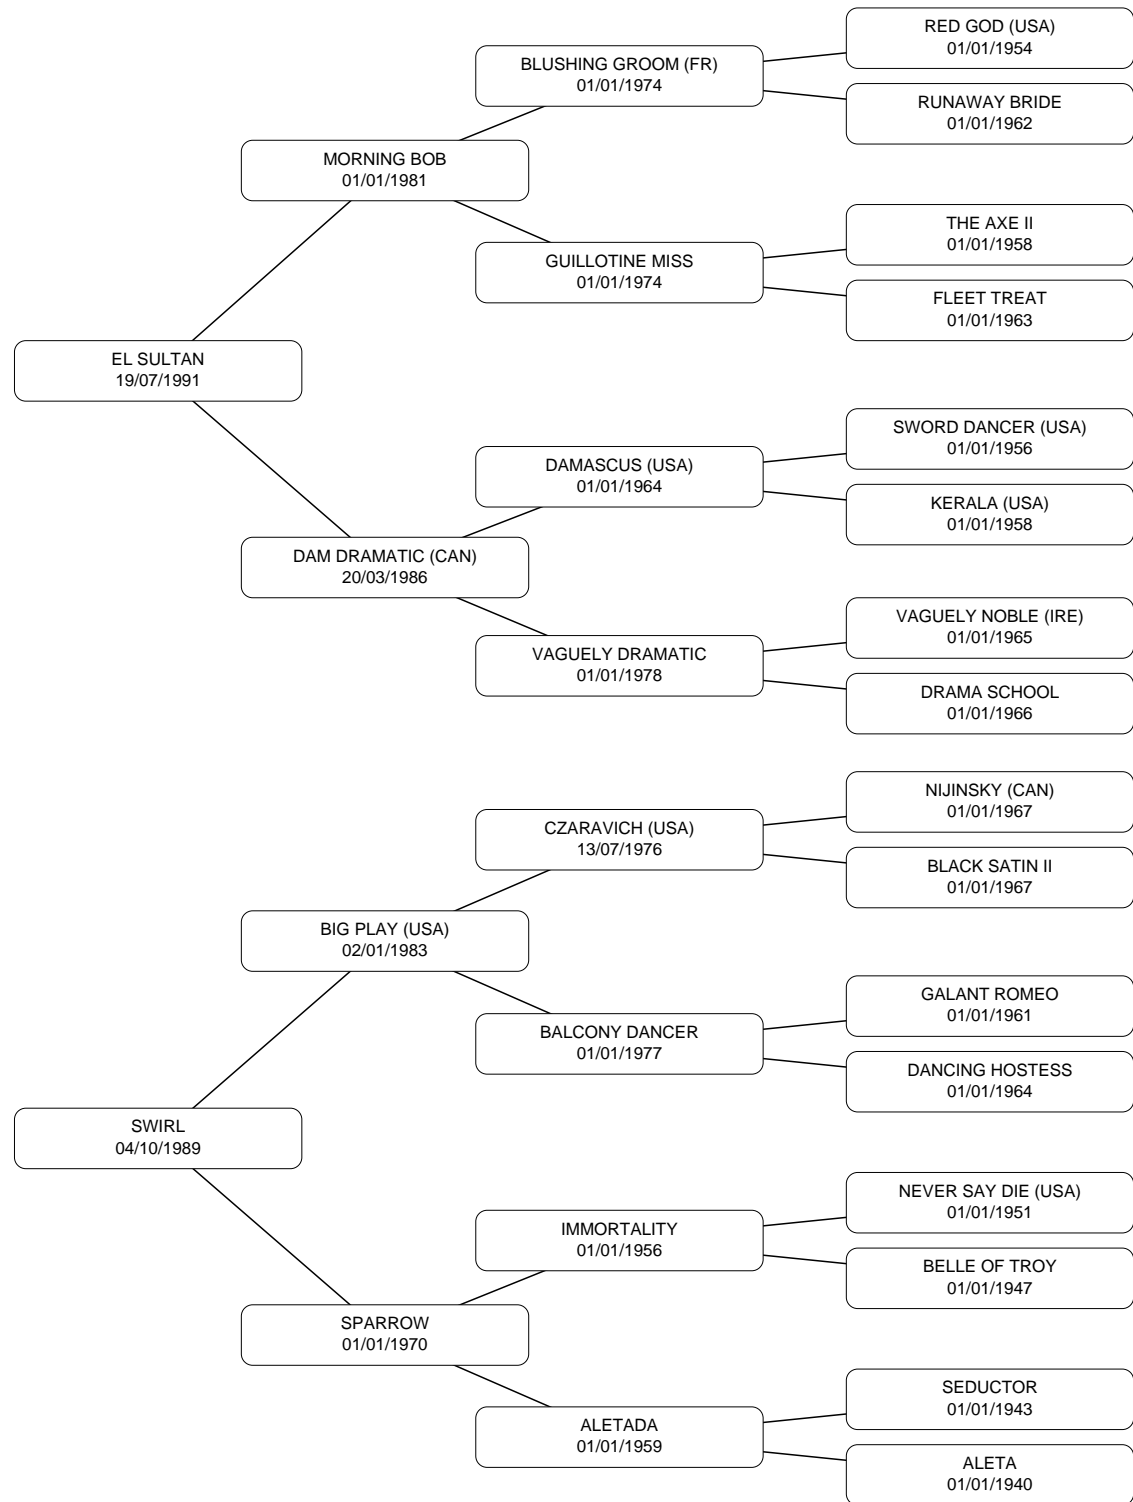 RED GOD (USA)
01/01/1954
BLUSHING GROOM (FR)
01/01/1974
RUNAWAY BRIDE
01/01/1962
MORNING BOB
01/01/1981
THE AXE II
01/01/1958
GUILLOTINE MISS
01/01/1974
FLEET TREAT
01/01/1963
EL SULTAN
19/07/1991
SWORD DANCER (USA)
01/01/1956
DAMASCUS (USA)
01/01/1964
KERALA (USA)
01/01/1958
DAM DRAMATIC (CAN)
20/03/1986
VAGUELY NOBLE (IRE)
01/01/1965
VAGUELY DRAMATIC
01/01/1978
DRAMA SCHOOL
01/01/1966
NIJINSKY (CAN)
01/01/1967
CZARAVICH (USA)
13/07/1976
BLACK SATIN II
01/01/1967
BIG PLAY (USA)
02/01/1983
GALANT ROMEO
01/01/1961
BALCONY DANCER
01/01/1977
DANCING HOSTESS
01/01/1964
SWIRL
04/10/1989
NEVER SAY DIE (USA)
01/01/1951
IMMORTALITY
01/01/1956
BELLE OF TROY
01/01/1947
SPARROW
01/01/1970
SEDUCTOR
01/01/1943
ALETADA
01/01/1959
ALETA
01/01/1940